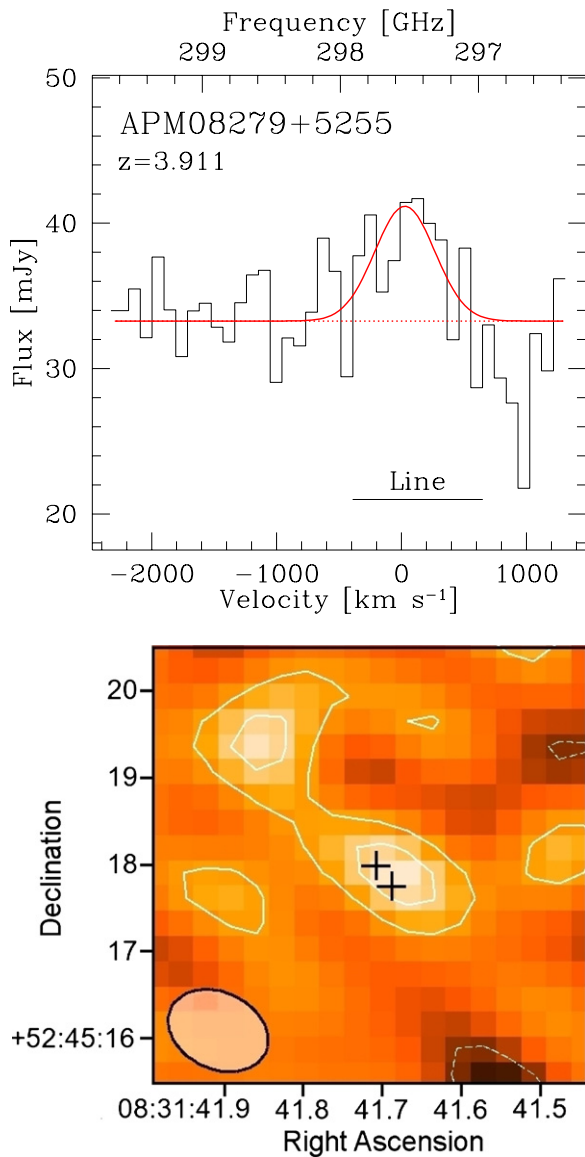 Frequency [GHz]
299 298 297
50
APM08279+5255
z=3.911
40
Flux [mJy]
30
Line
20
−2000 −1000 0 1000
Velocity [km s⁻¹]
20
19
Declination
18
17
+52:45:16
08:31:41.9 41.8 41.7 41.6 41.5
Right Ascension